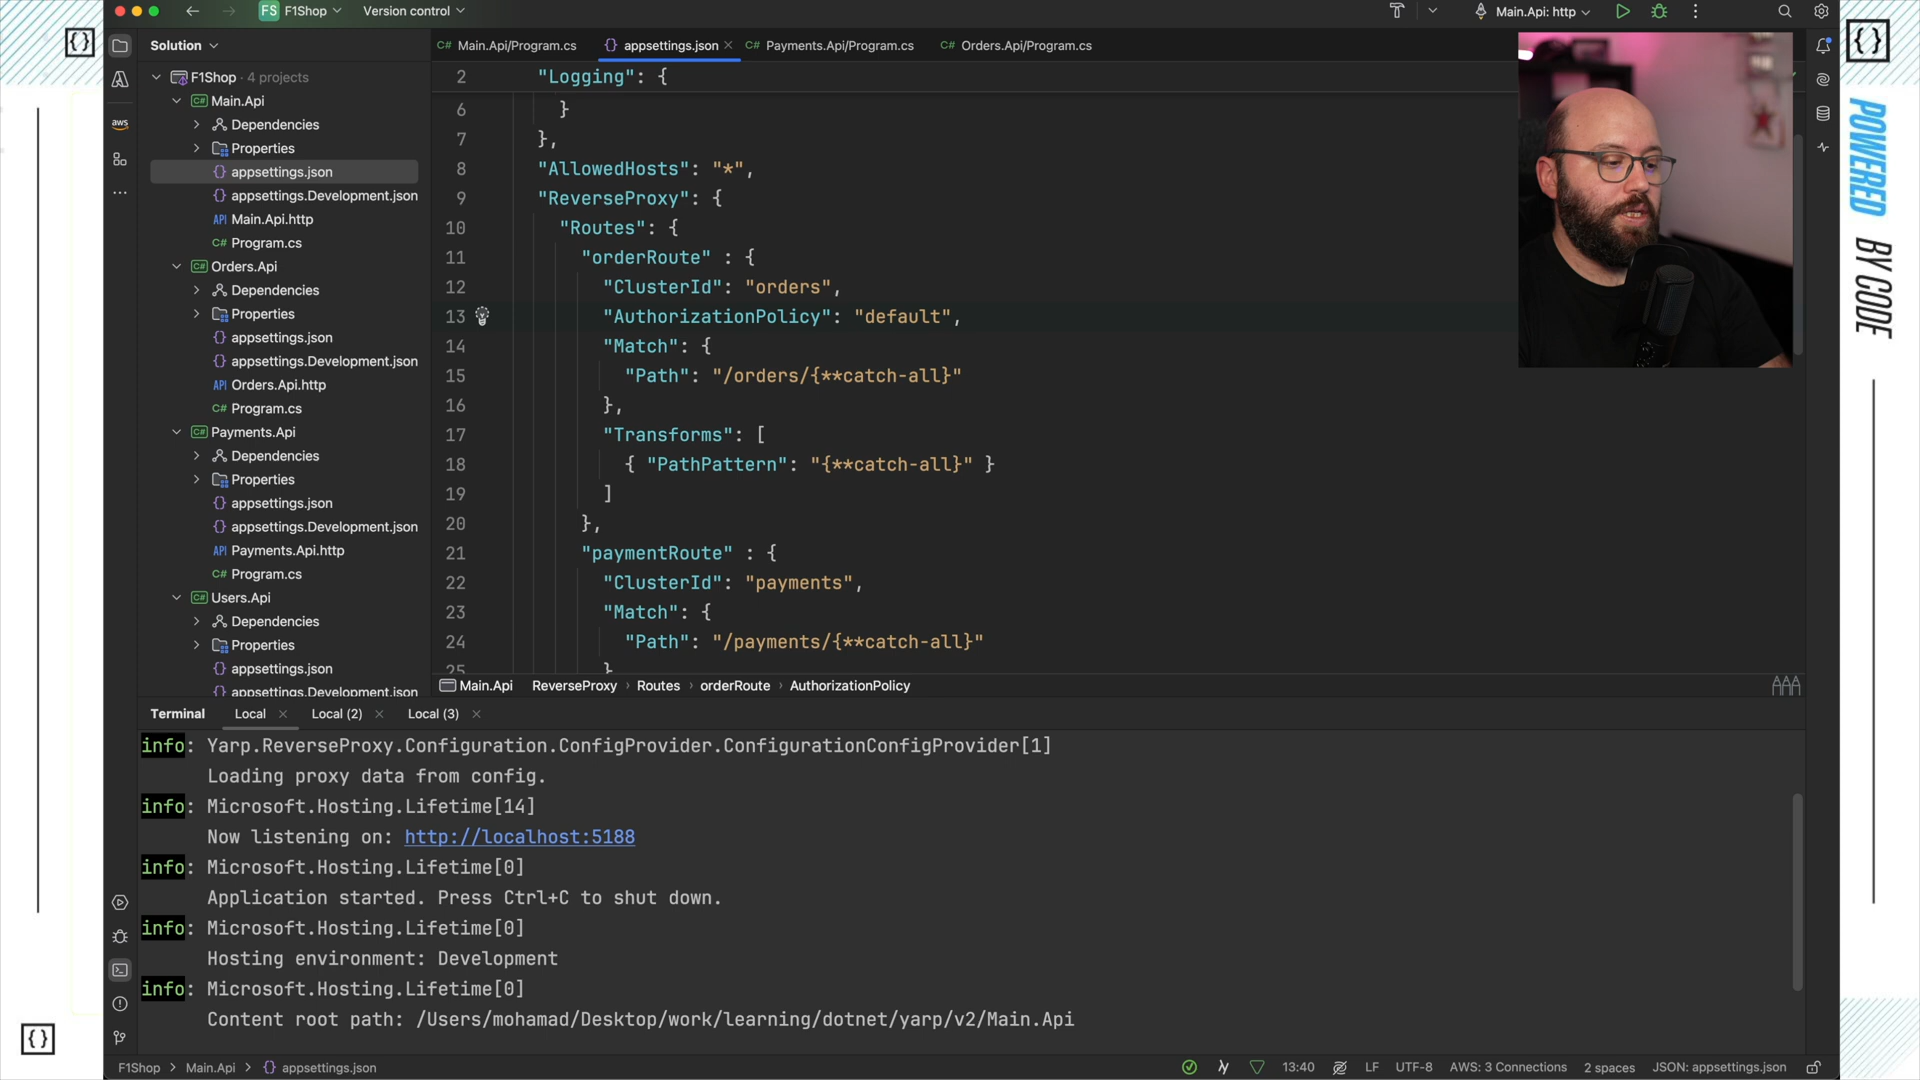 FS F1Shop
Version control
Main.Api: http
Solution
Main.Api/Program.cs
appsettings.json
Payments.Api/Program.cs
Orders.Api/Program.cs
F1Shop · 4 projects
Main.Api
Dependencies
Properties
appsettings.json
appsettings.Development.json
API Main.Api.http
C# Program.cs
Orders.Api
Dependencies
Properties
appsettings.json
appsettings.Development.json
API Orders.Api.http
C# Program.cs
Payments.Api
Dependencies
Properties
appsettings.json
appsettings.Development.json
API Payments.Api.http
C# Program.cs
Users.Api
Dependencies
Properties
appsettings.json
appsettings.Development.json
aws
2 "Logging": {
6 }
7 },
8 "AllowedHosts": "*",
9 "ReverseProxy": {
10 "Routes": {
11 "orderRoute" : {
12 "ClusterId": "orders",
13 "AuthorizationPolicy": "default",
14 "Match": {
15 "Path": "/orders/{**catch-all}"
16 },
17 "Transforms": [
18 { "PathPattern": "{**catch-all}" }
19 ]
20 },
21 "paymentRoute" : {
22 "ClusterId": "payments",
23 "Match": {
24 "Path": "/payments/{**catch-all}"
25 }
Main.Api ReverseProxy › Routes › orderRoute › AuthorizationPolicy
Terminal Local Local (2) Local (3)
info: Yarp.ReverseProxy.Configuration.ConfigProvider.ConfigurationConfigProvider[1]
Loading proxy data from config.
info: Microsoft.Hosting.Lifetime[14]
Now listening on: http://localhost:5188
info: Microsoft.Hosting.Lifetime[0]
Application started. Press Ctrl+C to shut down.
info: Microsoft.Hosting.Lifetime[0]
Hosting environment: Development
info: Microsoft.Hosting.Lifetime[0]
Content root path: /Users/mohamad/Desktop/work/learning/dotnet/yarp/v2/Main.Api
F1Shop › Main.Api › appsettings.json
13:40 LF UTF-8 AWS: 3 Connections 2 spaces JSON: appsettings.json
POWERED BY CODE